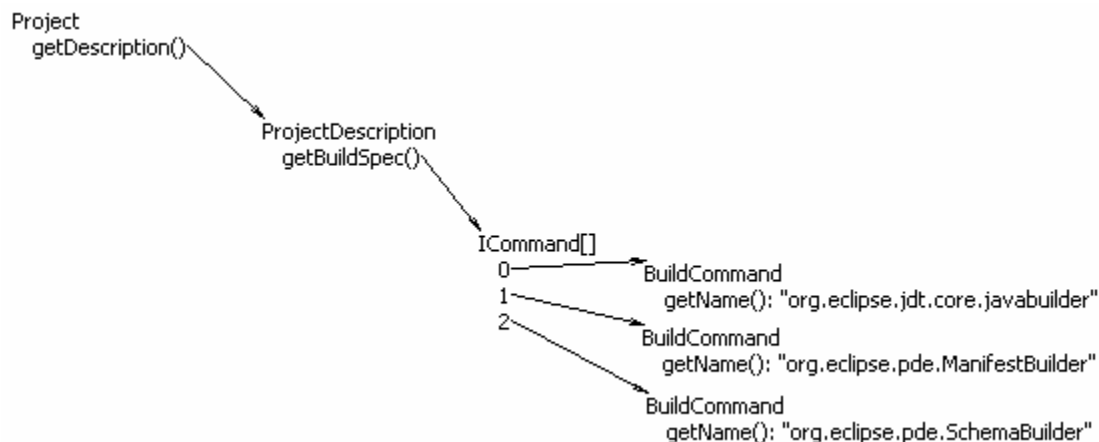 Project
getDescription()
ProjectDescription
getBuildSpec()
ICommand[]
0
BuildCommand
getName(): "org.eclipse.jdt.core.javabuilder"
1
BuildCommand
getName(): "org.eclipse.pde.ManifestBuilder"
2
BuildCommand
getName(): "org.eclipse.pde.SchemaBuilder"